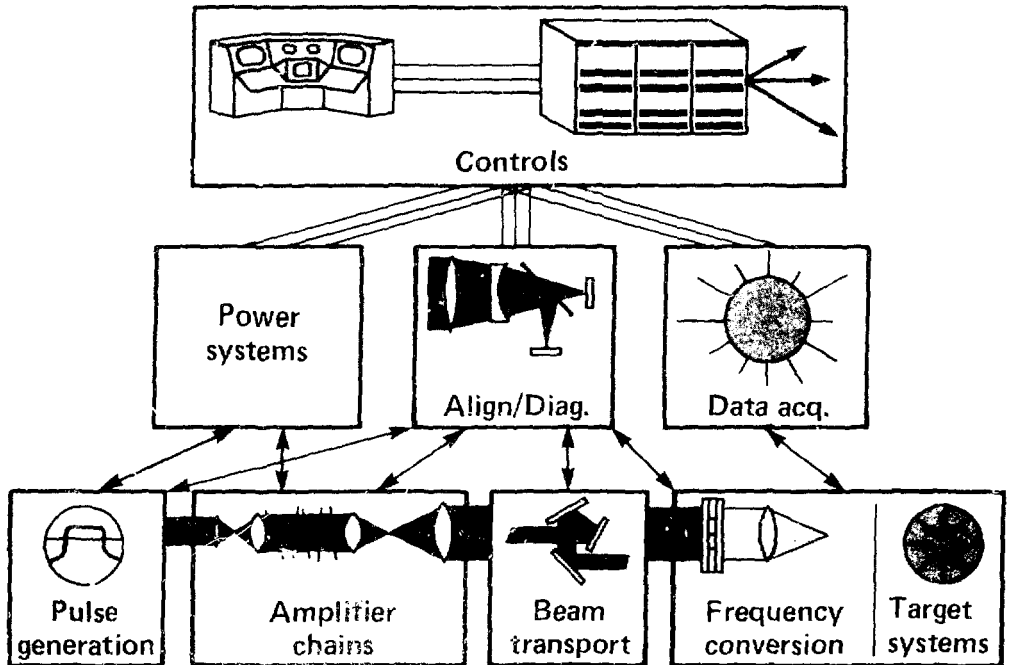 Controls
Power
systems
Align/Diag.
Data acq.
Pulse
generation
Amplifier
chains
Beam
transport
Frequency
conversion
Target
systems